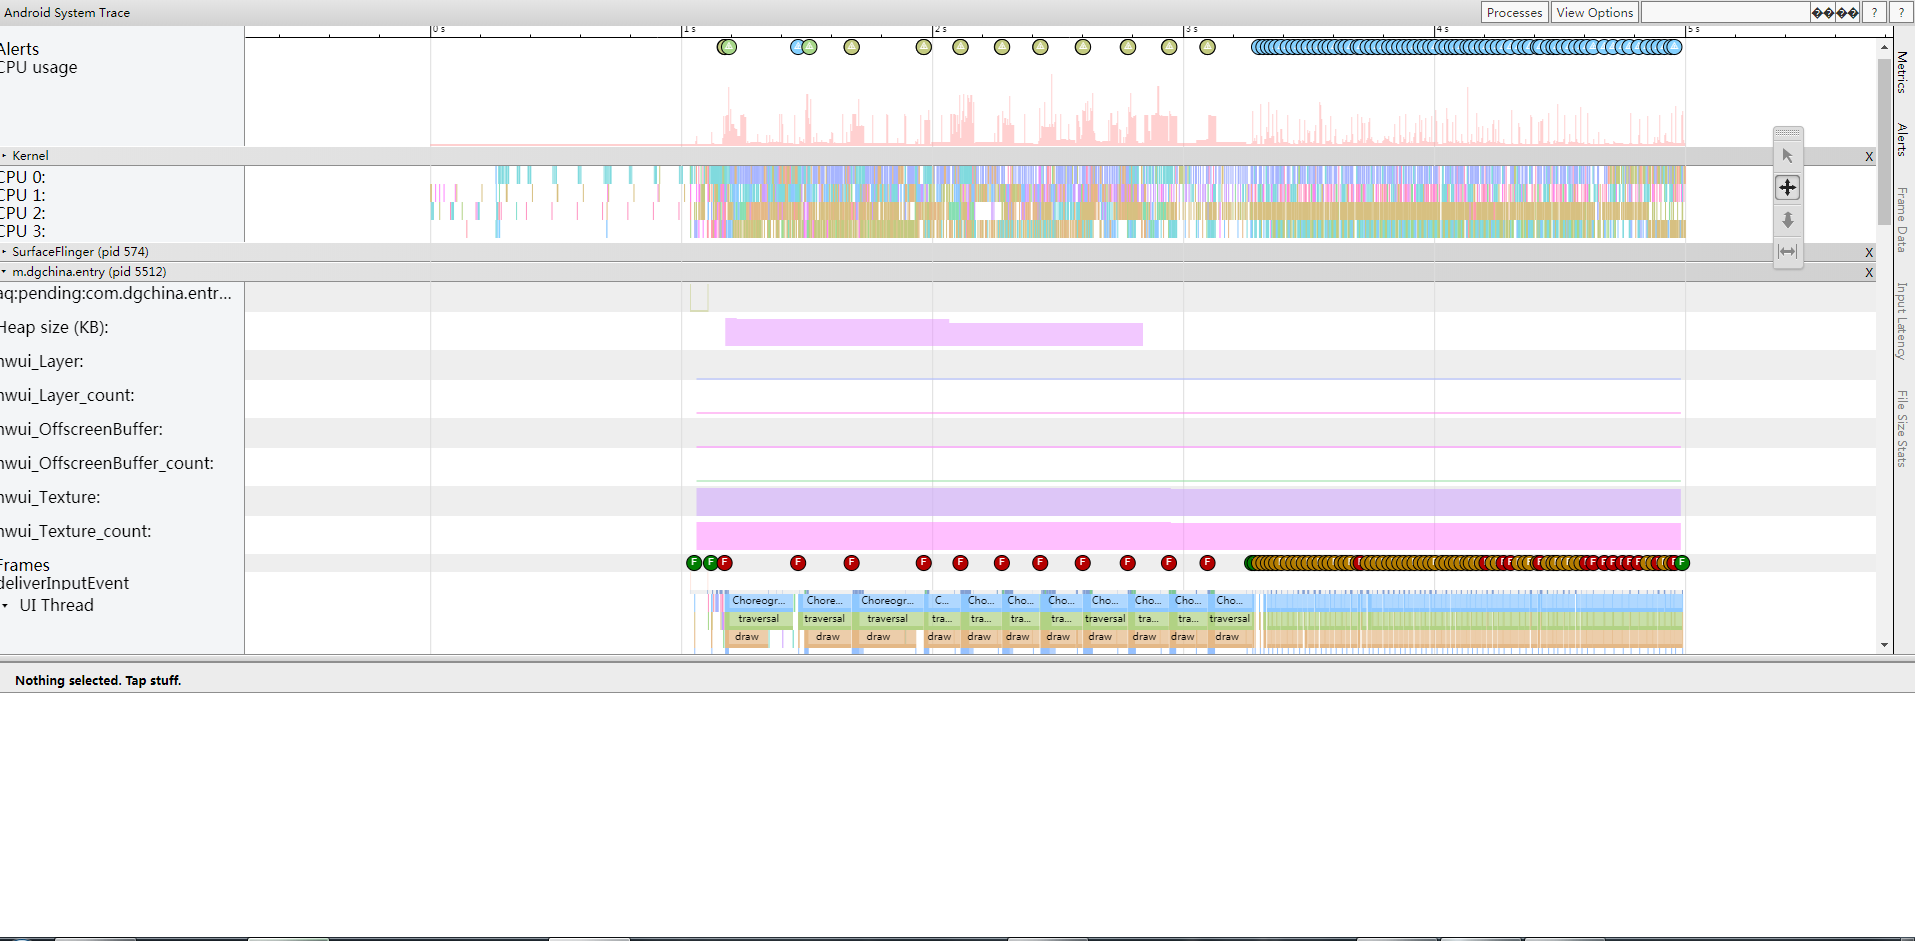 Android System Trace
Processes View Options ���� ? ?
0 s 1 s 2 s 3 s 4 s 5 s
Alerts
CPU usage
Kernel X
CPU 0:
CPU 1:
CPU 2:
CPU 3:
SurfaceFlinger (pid 574) X
m.dgchina.entry (pid 5512) X
aq:pending:com.dgchina.entr...
Heap size (KB):
hwui_Layer:
hwui_Layer_count:
hwui_OffscreenBuffer:
hwui_OffscreenBuffer_count:
hwui_Texture:
hwui_Texture_count:
Frames F F F F F F F F F F F F F F F
deliverInputEvent
UI Thread
Choreogr... Chore... Choreogr... C... Cho... Cho... Cho... Cho... Cho... Cho... Cho...
traversal traversal traversal tra... tra... tra... tra... traversal tra... tra... traversal
draw draw draw draw draw draw draw draw draw draw draw
Metrics
Alerts
Frame Data
Input Latency
File Size Stats
Nothing selected. Tap stuff.